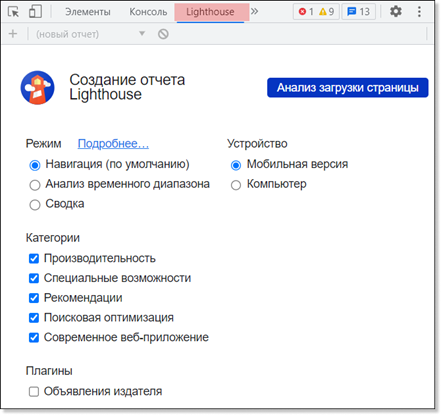 Элементы Консоль Lighthouse » 1 9 13
+ (новый отчет)
Создание отчета
Lighthouse
Анализ загрузки страницы
Режим Подробнее… Устройство
Навигация (по умолчанию) Мобильная версия
Анализ временного диапазона Компьютер
Сводка
Категории
Производительность
Специальные возможности
Рекомендации
Поисковая оптимизация
Современное веб-приложение
Плагины
Объявления издателя